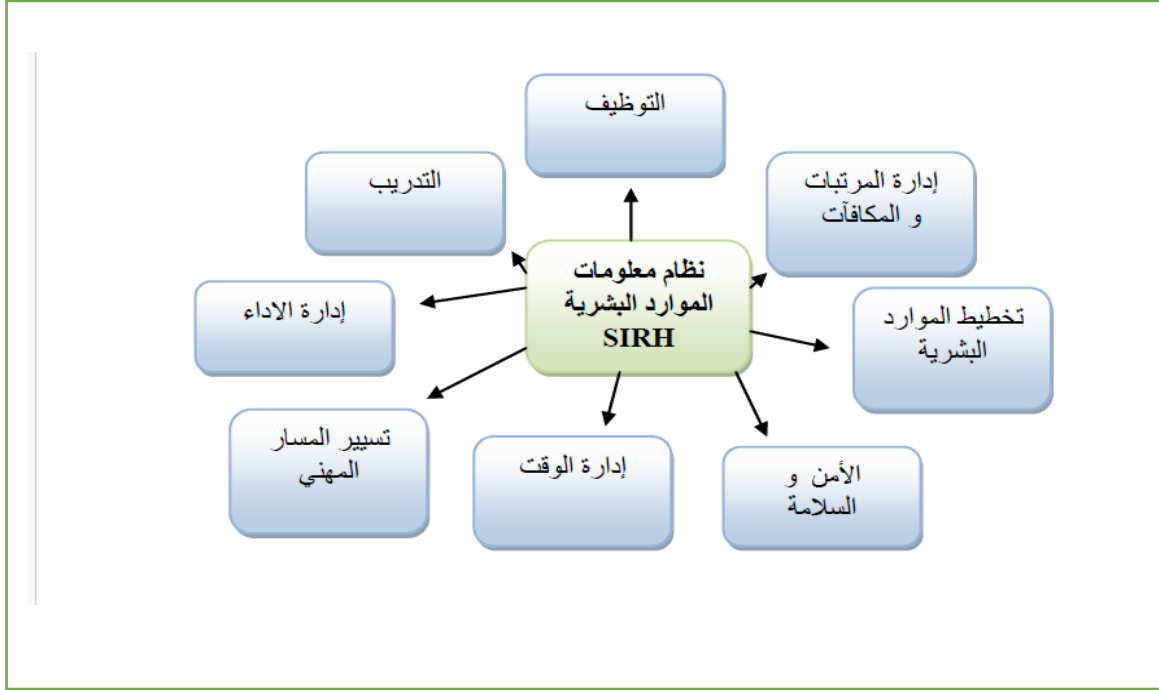 التوظيف
إدارة المرتبات
و المكافآت
التدريب
نظام معلومات
الموارد البشرية
SIRH
تخطيط الموارد
البشرية
إدارة الاداء
تسيير المسار
المهني
إدارة الوقت
الأمن و
السلامة